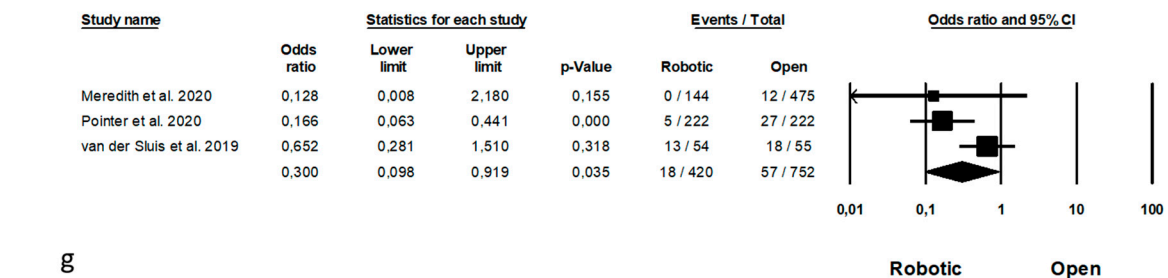 Study name Statistics for each study Events / Total Odds ratio and 95% CI
Odds ratio Lower limit Upper limit p-Value Robotic Open
Meredith et al. 2020 0,128 0,008 2,180 0,155 0 / 144 12 / 475
Pointer et al. 2020 0,166 0,063 0,441 0,000 5 / 222 27 / 222
van der Sluis et al. 2019 0,652 0,281 1,510 0,318 13 / 54 18 / 55
0,300 0,098 0,919 0,035 18 / 420 57 / 752
0,01 0,1 1 10 100
g Robotic Open